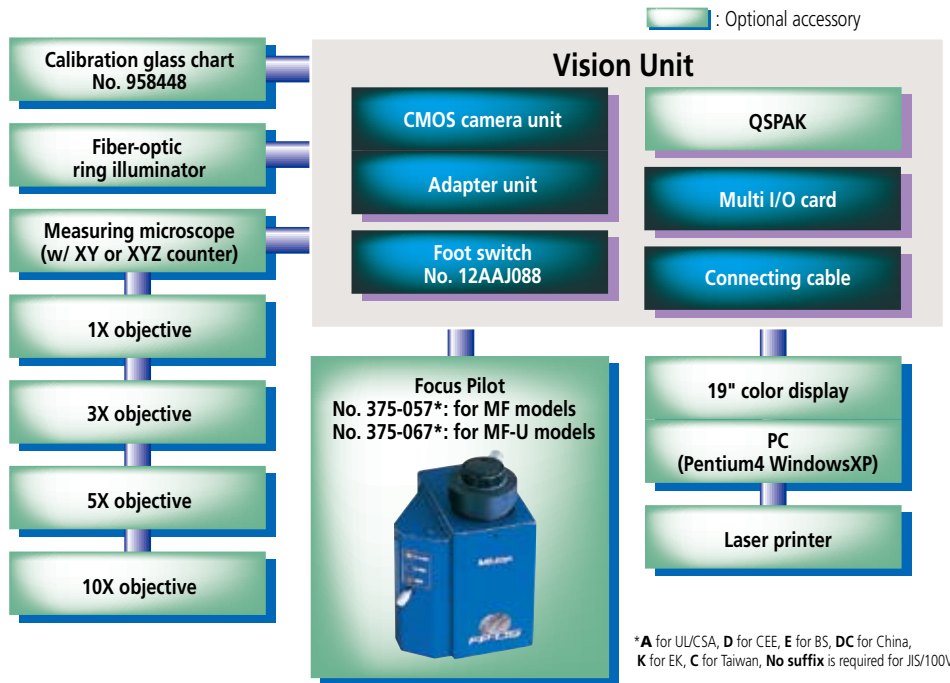 : Optional accessory
Calibration glass chart
No. 958448
Fiber-optic
ring illuminator
Measuring microscope
(w/ XY or XYZ counter)
1X objective
3X objective
5X objective
10X objective
Vision Unit
CMOS camera unit
Adapter unit
Foot switch
No. 12AAJ088
QSPAK
Multi I/O card
Connecting cable
Focus Pilot
No. 375-057*: for MF models
No. 375-067*: for MF-U models
19" color display
PC
(Pentium4 WindowsXP)
Laser printer
*A for UL/CSA, D for CEE, E for BS, DC for China,
K for EK, C for Taiwan, No suffix is required for JIS/100V